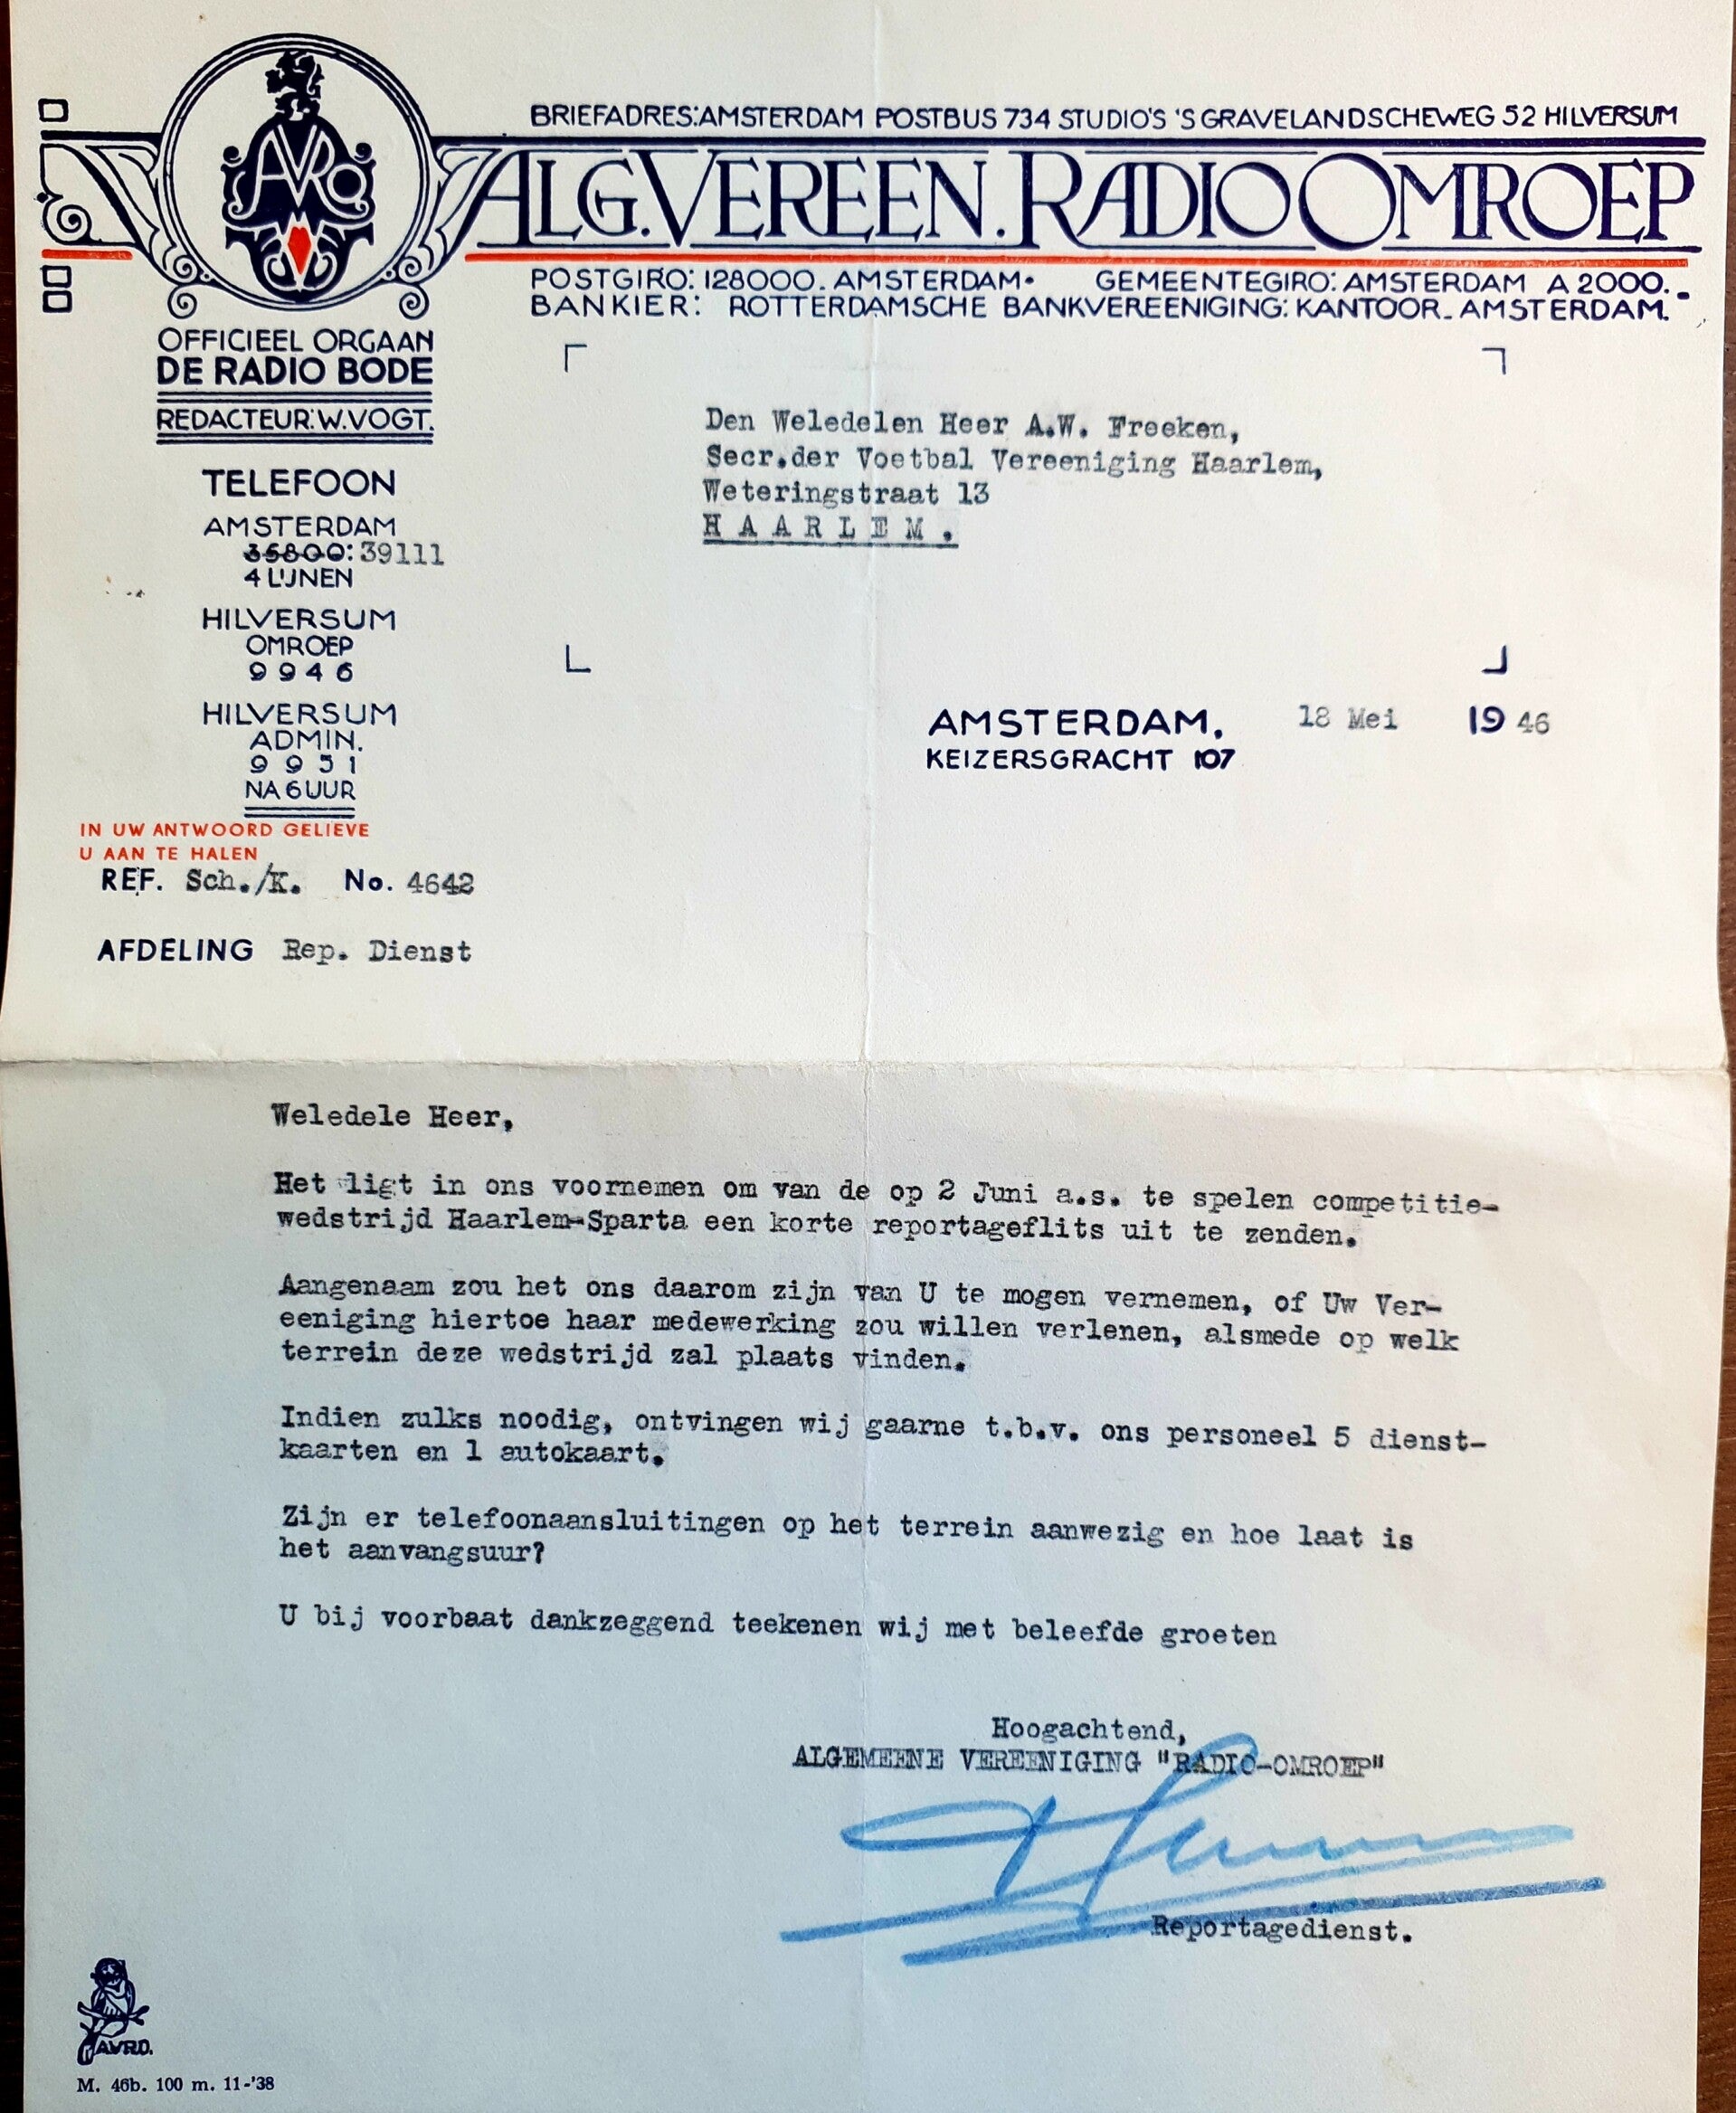 BRIEFADRES: AMSTERDAM POSTBUS 734 STUDIO'S 'S GRAVELANDSCHEWEG 52 HILVERSUM
AVRO
ALG. VEREEN. RADIO OMROEP
POSTGIRO: 128000. AMSTERDAM. GEMEENTEGIRO: AMSTERDAM A 2000.
BANKIER: ROTTERDAMSCHE BANKVEREENIGING: KANTOOR. AMSTERDAM.
OFFICIEEL ORGAAN
DE RADIO BODE
REDACTEUR: W. VOGT.
TELEFOON
AMSTERDAM
35800: 39111
4 LIJNEN
HILVERSUM
OMROEP
9946
HILVERSUM
ADMIN.
9951
NA 6 UUR
IN UW ANTWOORD GELIEVE
U AAN TE HALEN
REF. Sch./K. No. 4642
AFDELING Rep. Dienst
Den Weledelen Heer A.W. Freeken,
Secr.der Voetbal Vereeniging Haarlem,
Weteringstraat 13
H A A R L E M .
AMSTERDAM, 18 Mei 1946
KEIZERSGRACHT 107
Weledele Heer,
Het ligt in ons voornemen om van de op 2 Juni a.s. te spelen competitie-
wedstrijd Haarlem-Sparta een korte reportageflits uit te zenden.
Aangenaam zou het ons daarom zijn van U te mogen vernemen, of Uw Ver-
eeniging hiertoe haar medewerking zou willen verlenen, alsmede op welk
terrein deze wedstrijd zal plaats vinden.
Indien zulks noodig, ontvingen wij gaarne t.b.v. ons personeel 5 dienst-
kaarten en 1 autokaart.
Zijn er telefoonaansluitingen op het terrein aanwezig en hoe laat is
het aanvangsuur?
U bij voorbaat dankzeggend teekenen wij met beleefde groeten
Hoogachtend,
ALGEMEENE VEREENIGING "RADIO-OMROEP"
Reportagedienst.
AVRO.
M. 46b. 100 m. 11-'38